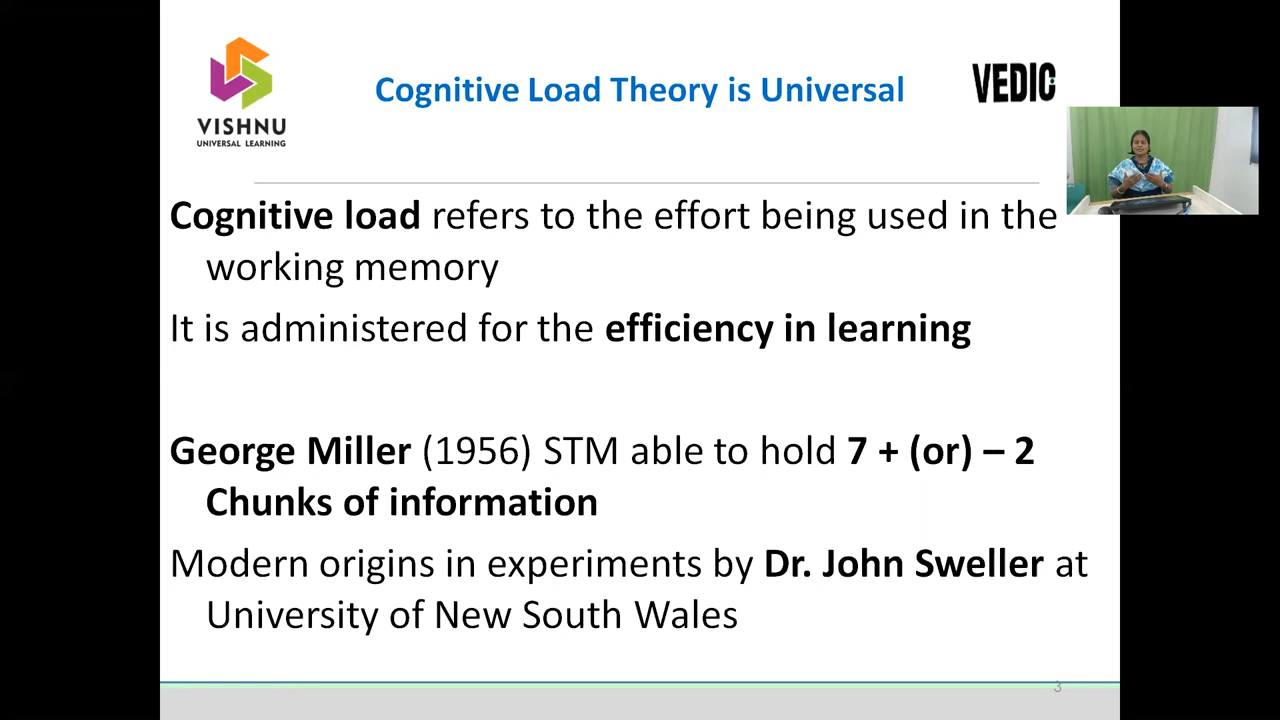 VISHNU
UNIVERSAL LEARNING
Cognitive Load Theory is Universal
VEDIC
Cognitive load refers to the effort being used in the
working memory
It is administered for the efficiency in learning
George Miller (1956) STM able to hold 7 + (or) – 2
Chunks of information
Modern origins in experiments by Dr. John Sweller at
University of New South Wales
3